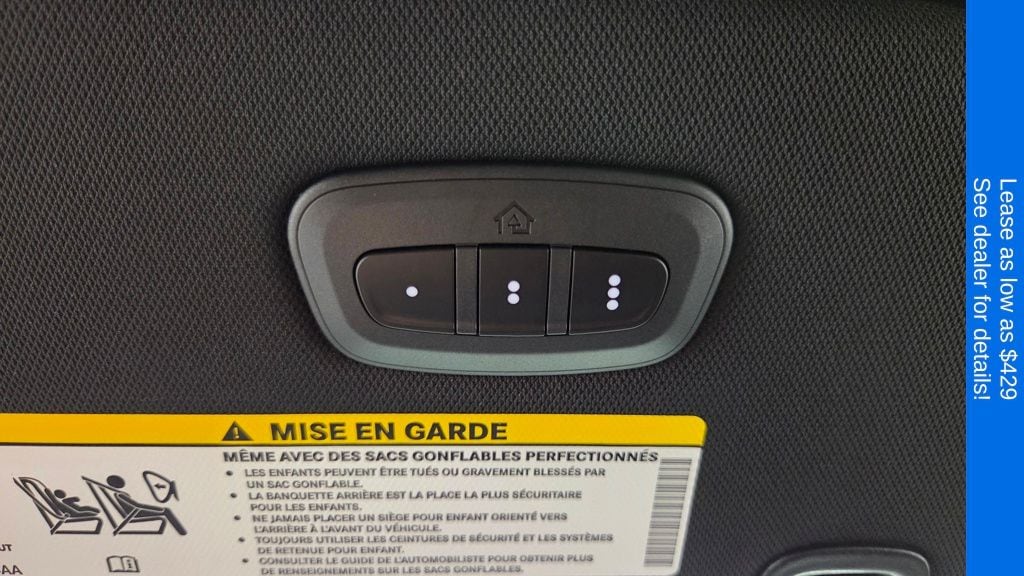 MISE EN GARDE
MÊME AVEC DES SACS GONFLABLES PERFECTIONNÉS
• LES ENFANTS PEUVENT ÊTRE TUÉS OU GRAVEMENT BLESSÉS PAR
UN SAC GONFLABLE.
• LA BANQUETTE ARRIÈRE EST LA PLACE LA PLUS SÉCURITAIRE
POUR LES ENFANTS.
• NE JAMAIS PLACER UN SIÈGE POUR ENFANT ORIENTÉ VERS
L'ARRIÈRE À L'AVANT DU VÉHICULE.
• TOUJOURS UTILISER LES CEINTURES DE SÉCURITÉ ET LES SYSTÈMES
DE RETENUE POUR ENFANT.
• CONSULTER LE GUIDE DE L'AUTOMOBILISTE POUR OBTENIR PLUS
DE RENSEIGNEMENTS SUR LES SACS GONFLABLES.
Lease as low as $429
See dealer for details!